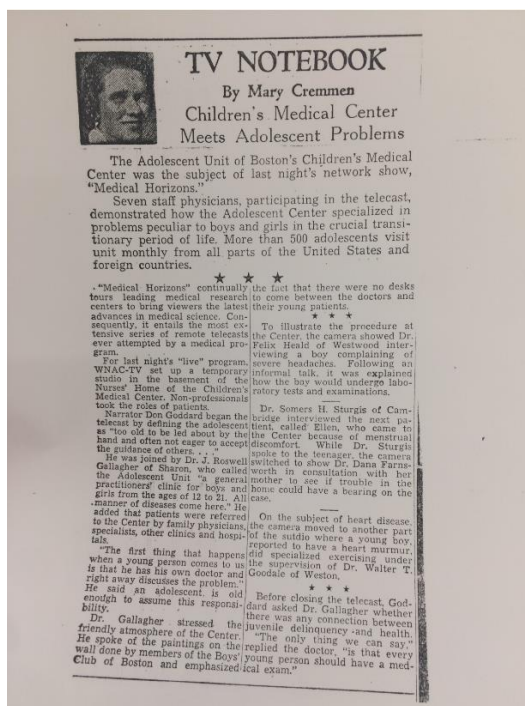 TV NOTEBOOK
By Mary Cremmen
Children's Medical Center
Meets Adolescent Problems
The Adolescent Unit of Boston's Children's Medical
Center was the subject of last night's network show,
"Medical Horizons."
Seven staff physicians, participating in the telecast,
demonstrated how the Adolescent Center specialized in
problems peculiar to boys and girls in the crucial transi-
tionary period of life. More than 500 adolescents visit
unit monthly from all parts of the United States and
foreign countries.
★ ★ ★
"Medical Horizons" continually
tours leading medical research
centers to bring viewers the latest
advances in medical science. Con-
sequently, it entails the most ex-
tensive series of remote telecasts
ever attempted by a medical pro-
gram.
For last night's "live" program,
WNAC-TV set up a temporary
studio in the basement of the
Nurses' Home of the Children's
Medical Center. Non-professionals
took the roles of patients.
Narrator Don Goddard began the
telecast by defining the adolescent
as "too old to be led about by the
hand and often not eager to accept
the guidance of others. . . ."
He was joined by Dr. J. Roswell
Gallagher of Sharon, who called
the Adolescent Unit "a general
practitioners' clinic for boys and
girls from the ages of 12 to 21. All
manner of diseases come here." He
added that patients were referred
to the Center by family physicians,
specialists, other clinics and hospi-
tals.
"The first thing that happens
when a young person comes to us
is that he has his own doctor and
right away discusses the problem."
He said an adolescent is old
enough to assume this responsi-
bility.
Dr. Gallagher stressed the
friendly atmosphere of the Center.
He spoke of the paintings on the
wall done by members of the Boys'
Club of Boston and emphasized
the fact that there were no desks
to come between the doctors and
their young patients.
★ ★ ★
To illustrate the procedure at
the Center, the camera showed Dr.
Felix Heald of Westwood inter-
viewing a boy complaining of
severe headaches. Following an
informal talk, it was explained
how the boy would undergo labo-
ratory tests and examinations.
Dr. Somers H. Sturgis of Cam-
bridge interviewed the next pa-
tient, called Ellen, who came to
the Center because of menstrual
discomfort. While Dr. Sturgis
spoke to the teenager, the camera
switched to show Dr. Dana Farns-
worth in consultation with her
mother to see if trouble in the
home could have a bearing on the
case.
On the subject of heart disease,
the camera moved to another part
of the sutdio where a young boy,
reported to have a heart murmur,
did specialized exercising under
the supervision of Dr. Walter T.
Goodale of Weston.
★ ★ ★
Before closing the telecast, God-
dard asked Dr. Gallagher whether
there was any connection between
juvenile delinquency and health.
"The only thing we can say,"
replied the doctor, "is that every
young person should have a med-
ical exam."